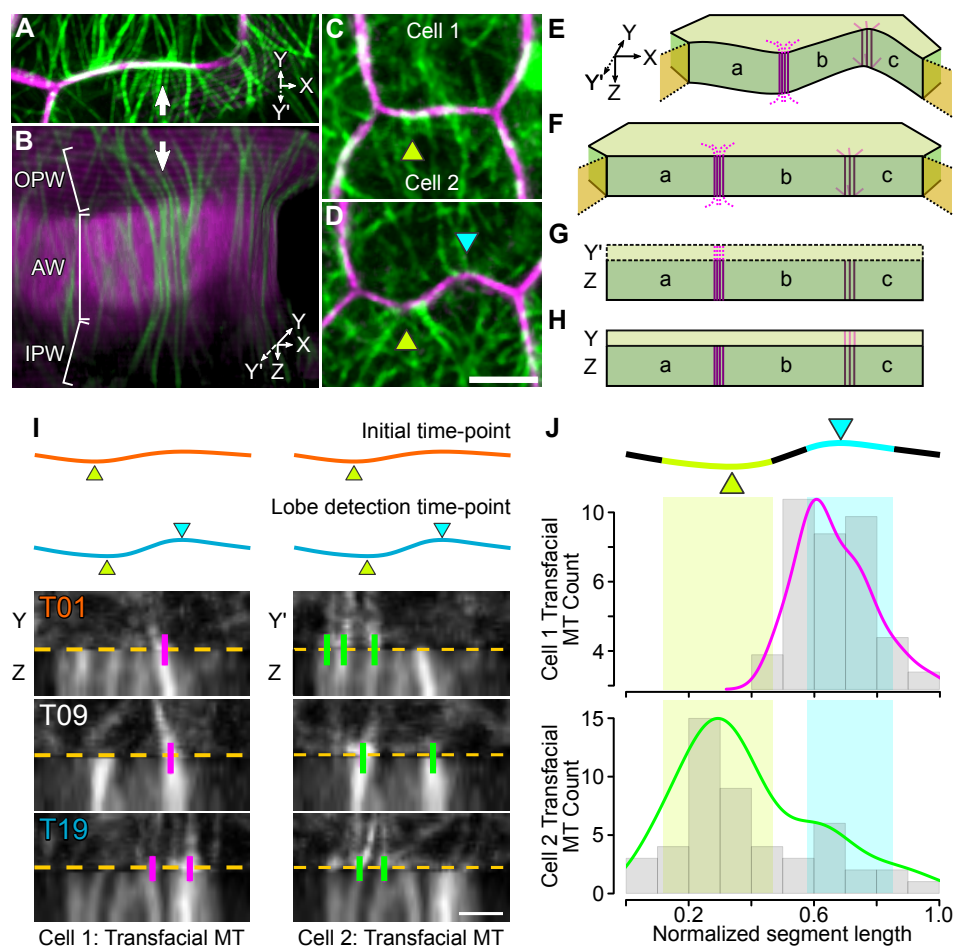 A
Y
X
Y'
B
OPW
AW
IPW
Y
X
Y'
Z
C
Cell 1
Cell 2
D
E
Y
X
Y'
Z
a
b
c
F
a
b
c
G
Y'
Z
a
b
c
H
Y
Z
a
b
c
I
Initial time-point
Lobe detection time-point
Y
Z
T01
Y'
Z
T09
T19
Cell 1: Transfacial MT
Cell 2: Transfacial MT
J
Cell 1 Transfacial
MT Count
10
6
4
Cell 2 Transfacial
MT Count
15
10
5
0
0.2
0.6
1.0
Normalized segment length